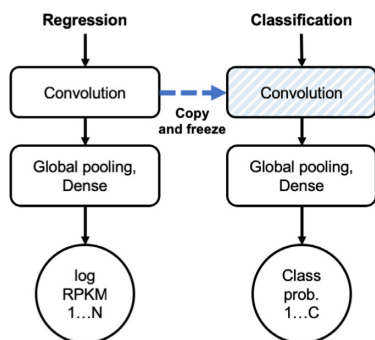 Regression
Classification
Convolution
Copy
and freeze
Convolution
Global pooling,
Dense
Global pooling,
Dense
log
RPKM
1...N
Class
prob.
1...C